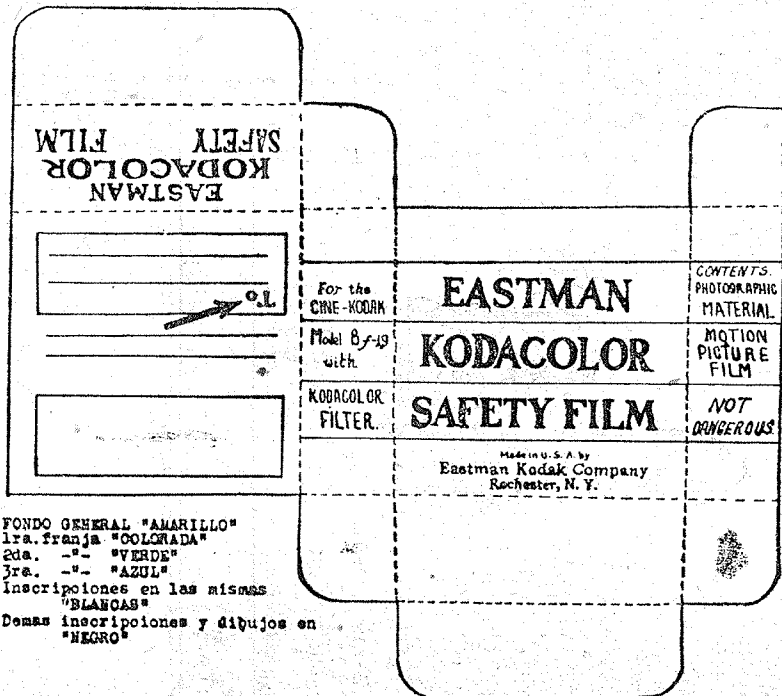 EASTMAN
KODACOLOR
SAFETY FILM
To
For the
CINE-KODAK
Model B f-19
with
KODACOLOR
FILTER.
EASTMAN
KODACOLOR
SAFETY FILM
Made in U.S.A. by
Eastman Kodak Company
Rochester, N. Y.
CONTENTS.
PHOTOGRAPHIC
MATERIAL
MOTION
PICTURE
FILM
NOT
DANGEROUS
FONDO GENERAL "AMARILLO"
1ra.franja "COLORADA"
2da. -"- "VERDE"
3ra. -"- "AZUL"
Inscripciones en las mismas
"BLANCAS"
Demas inscripciones y dibujos en
"NEGRO"